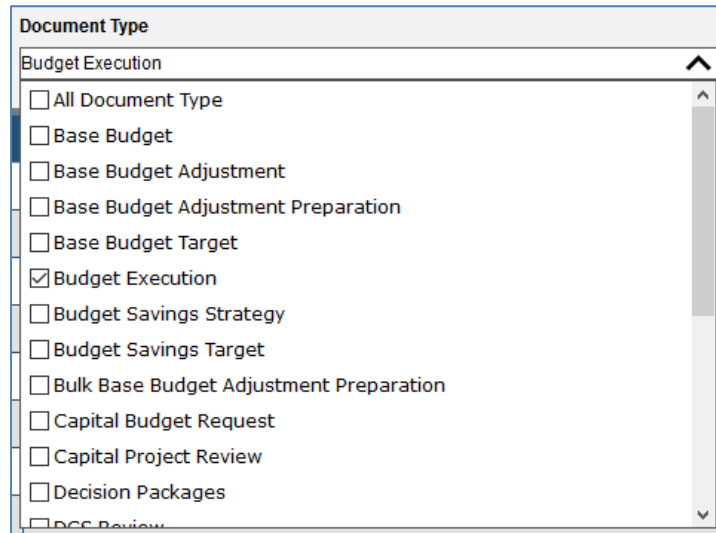 Document Type
Budget Execution
All Document Type
Base Budget
Base Budget Adjustment
Base Budget Adjustment Preparation
Base Budget Target
Budget Execution
Budget Savings Strategy
Budget Savings Target
Bulk Base Budget Adjustment Preparation
Capital Budget Request
Capital Project Review
Decision Packages